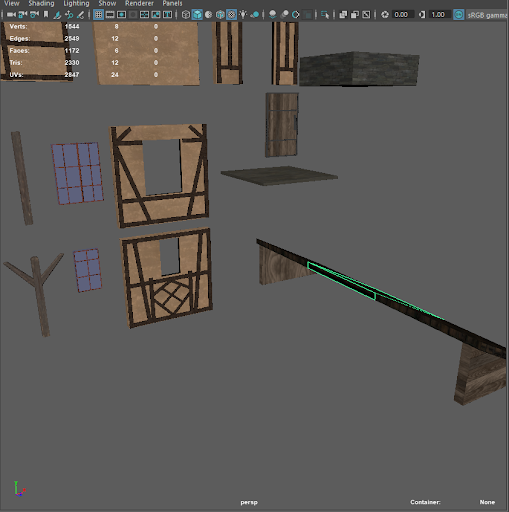 View Shading Lighting Show Renderer Panels
0.00 1.00 sRGB gamma
Verts: 1544 8 0
Edges: 2549 12 0
Faces: 1172 6 0
Tris: 2330 12 0
UVs: 2847 24 0
persp Container: None